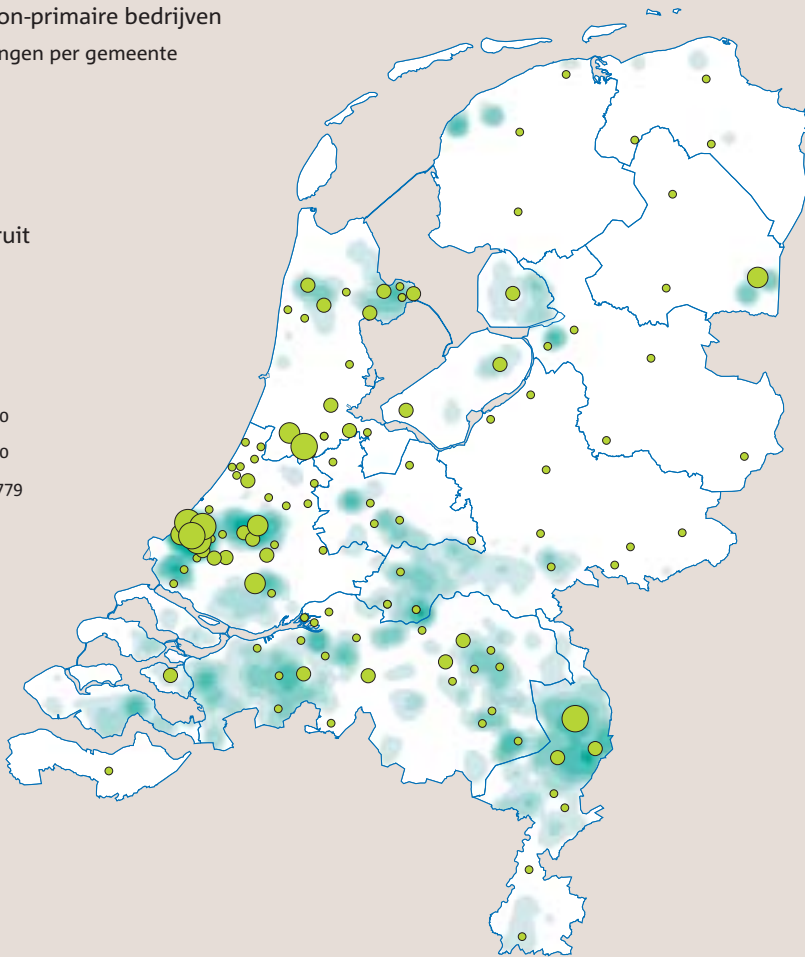 on-primaire bedrijven
ngen per gemeente
ruit
0
0
779